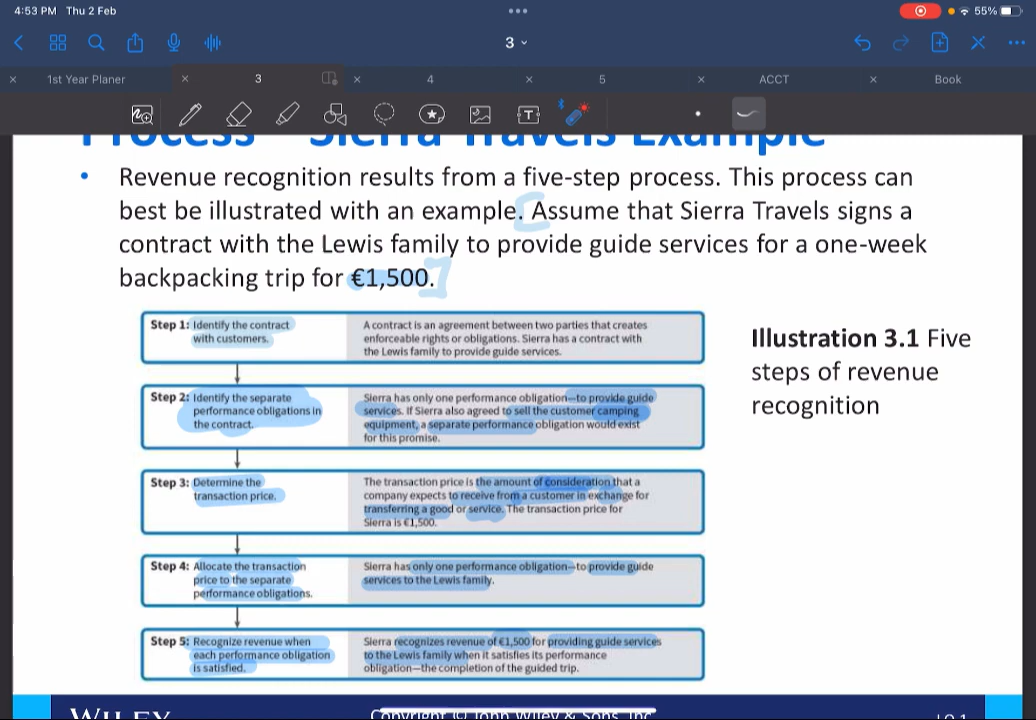 4:53 PM Thu 2 Feb
55%
3
1st Year Planer
3
4
5
ACCT
Book
Process – Sierra Travels Example
• Revenue recognition results from a five-step process. This process can
best be illustrated with an example. Assume that Sierra Travels signs a
contract with the Lewis family to provide guide services for a one-week
backpacking trip for €1,500.
Step 1: Identify the contract
with customers.
A contract is an agreement between two parties that creates
enforceable rights or obligations. Sierra has a contract with
the Lewis family to provide guide services.
Step 2: Identify the separate
performance obligations in
the contract.
Sierra has only one performance obligation—to provide guide
services. If Sierra also agreed to sell the customer camping
equipment, a separate performance obligation would exist
for this promise.
Step 3: Determine the
transaction price.
The transaction price is the amount of consideration that a
company expects to receive from a customer in exchange for
transferring a good or service. The transaction price for
Sierra is €1,500.
Step 4: Allocate the transaction
price to the separate
performance obligations.
Sierra has only one performance obligation—to provide guide
services to the Lewis family.
Step 5: Recognize revenue when
each performance obligation
is satisfied.
Sierra recognizes revenue of €1,500 for providing guide services
to the Lewis family when it satisfies its performance
obligation—the completion of the guided trip.
Illustration 3.1 Five
steps of revenue
recognition
WILEY
Copyright © John Wiley & Sons, Inc